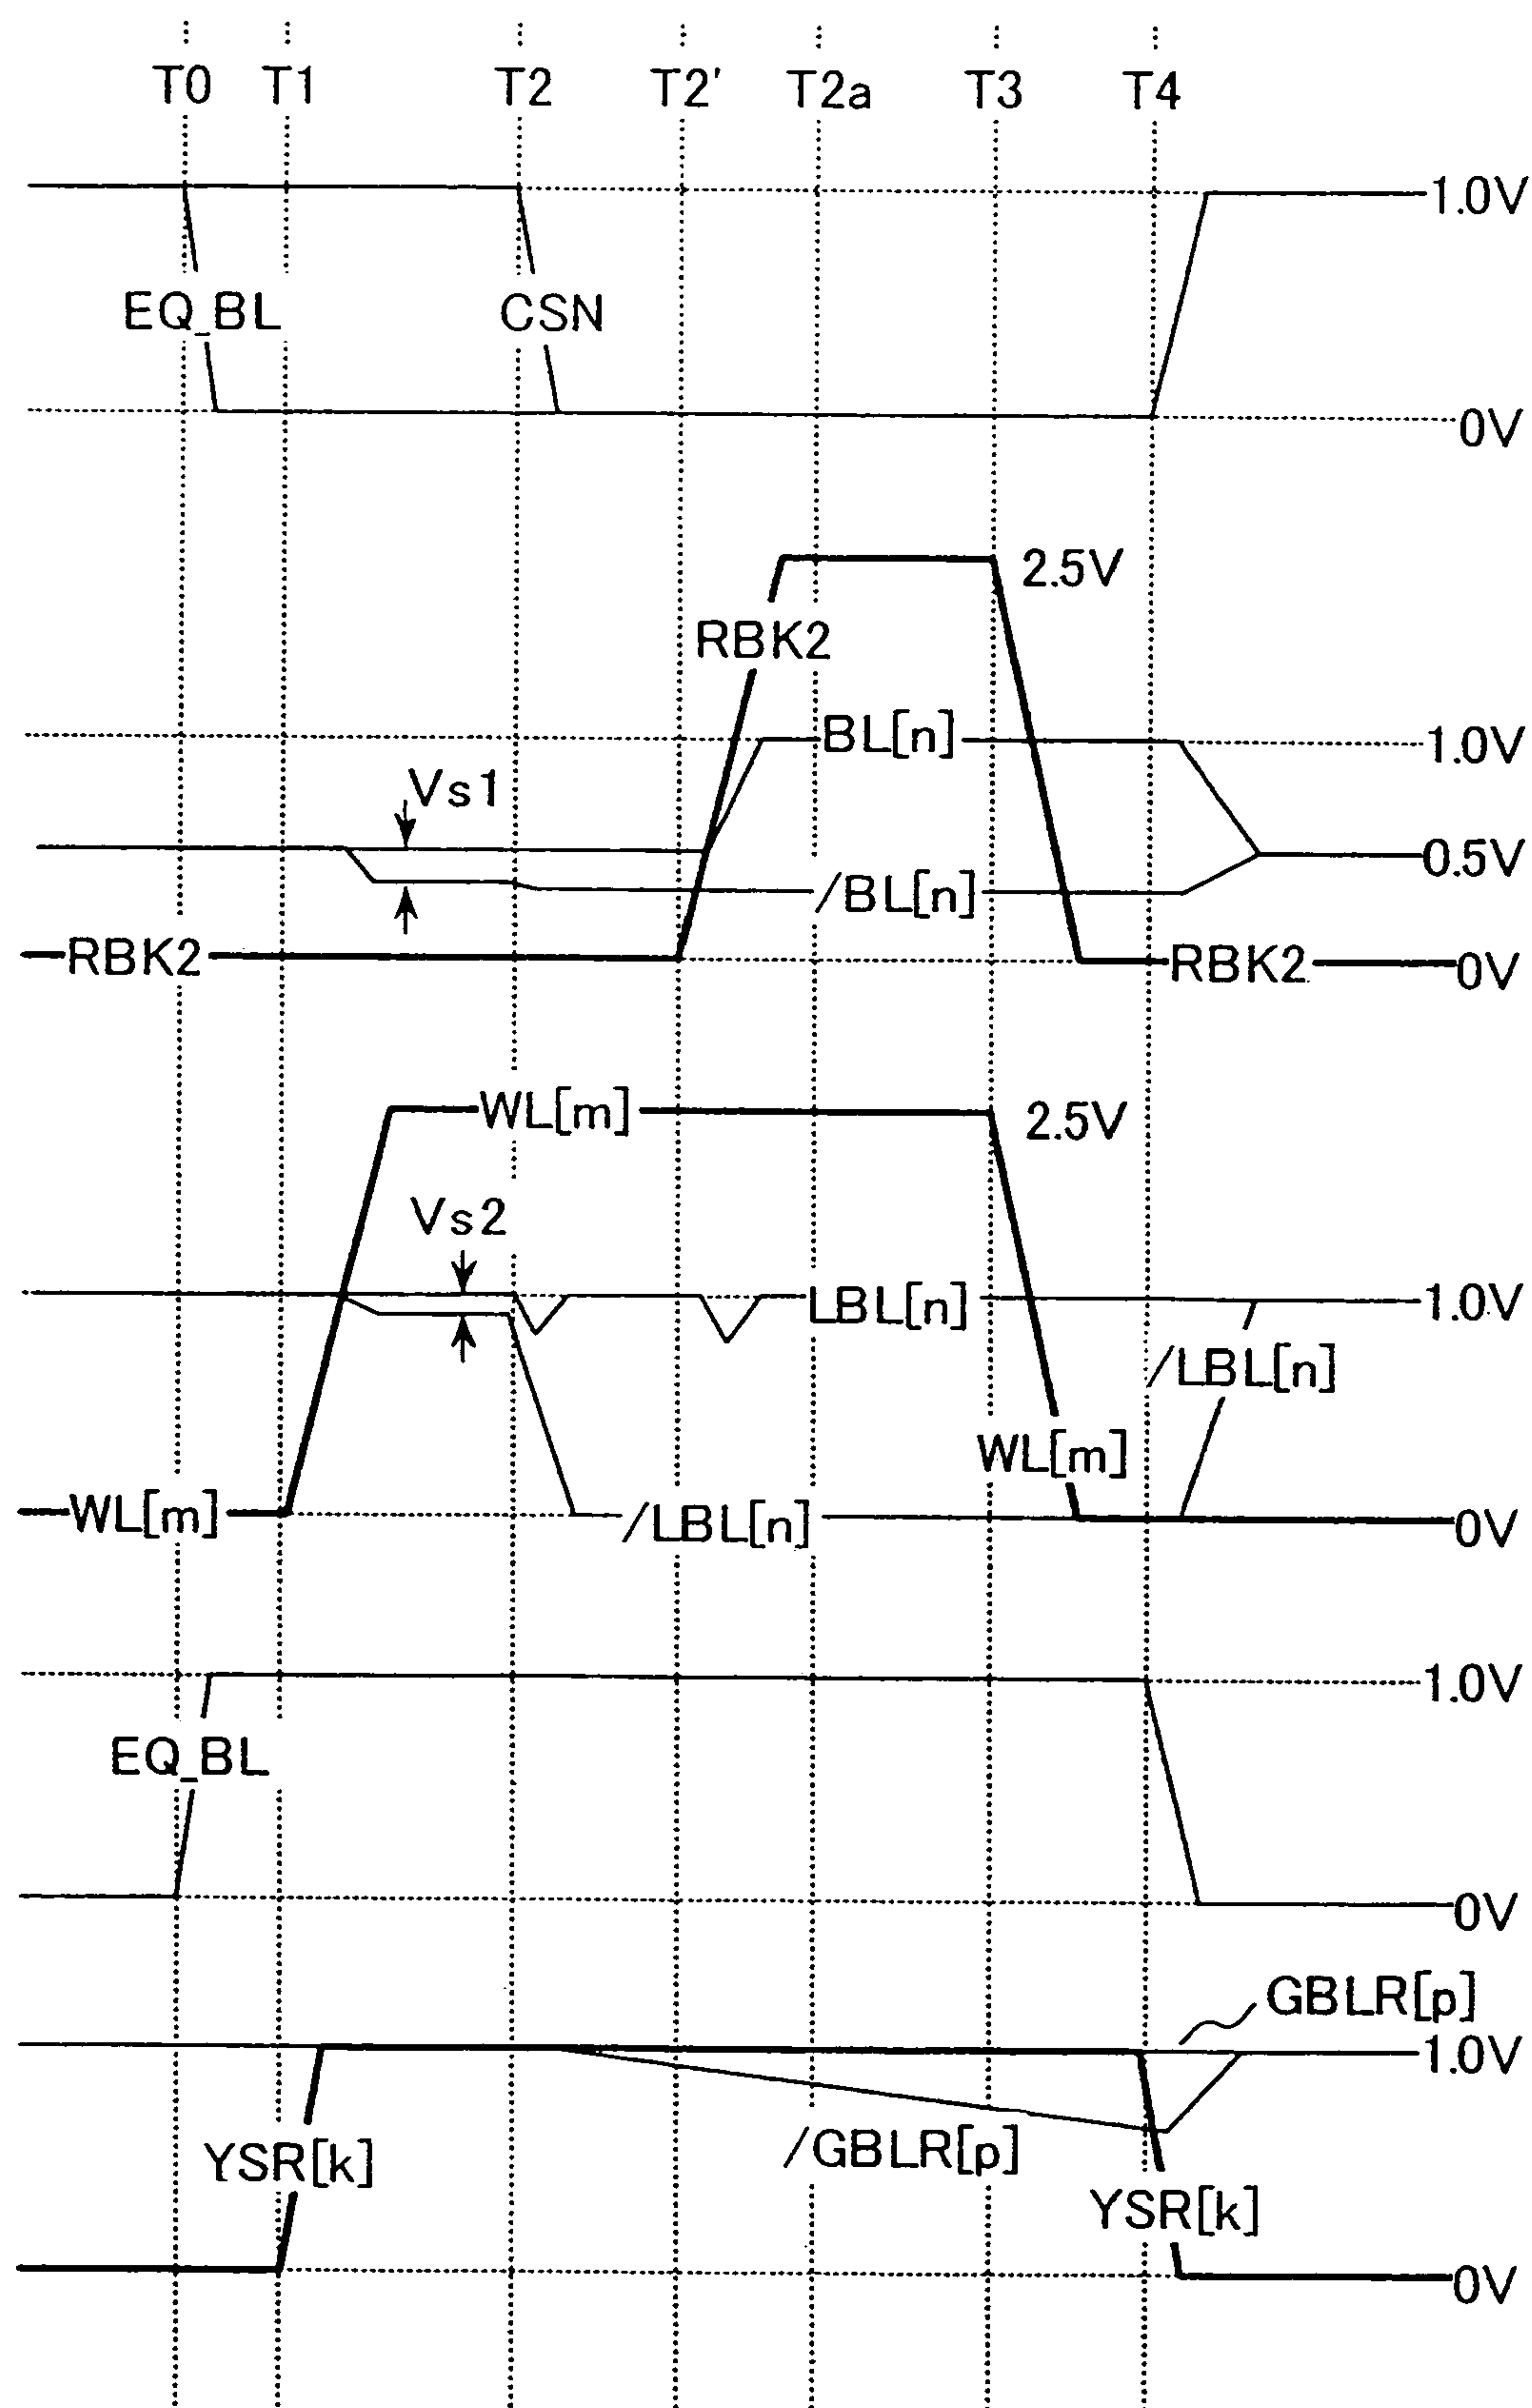 T0 T1 T2 T2' T2a T3 T4
1.0V
EQ_BL CSN
0V
2.5V
RBK2
BL[n] 1.0V
Vs1
0.5V
/BL[n]
RBK2 RBK2 0V
WL[m] 2.5V
Vs2
LBL[n] 1.0V
/LBL[n]
WL[m]
WL[m] /LBL[n] 0V
1.0V
EQ_BL
0V
GBLR[p]
1.0V
YSR[k] /GBLR[p]
YSR[k]
0V